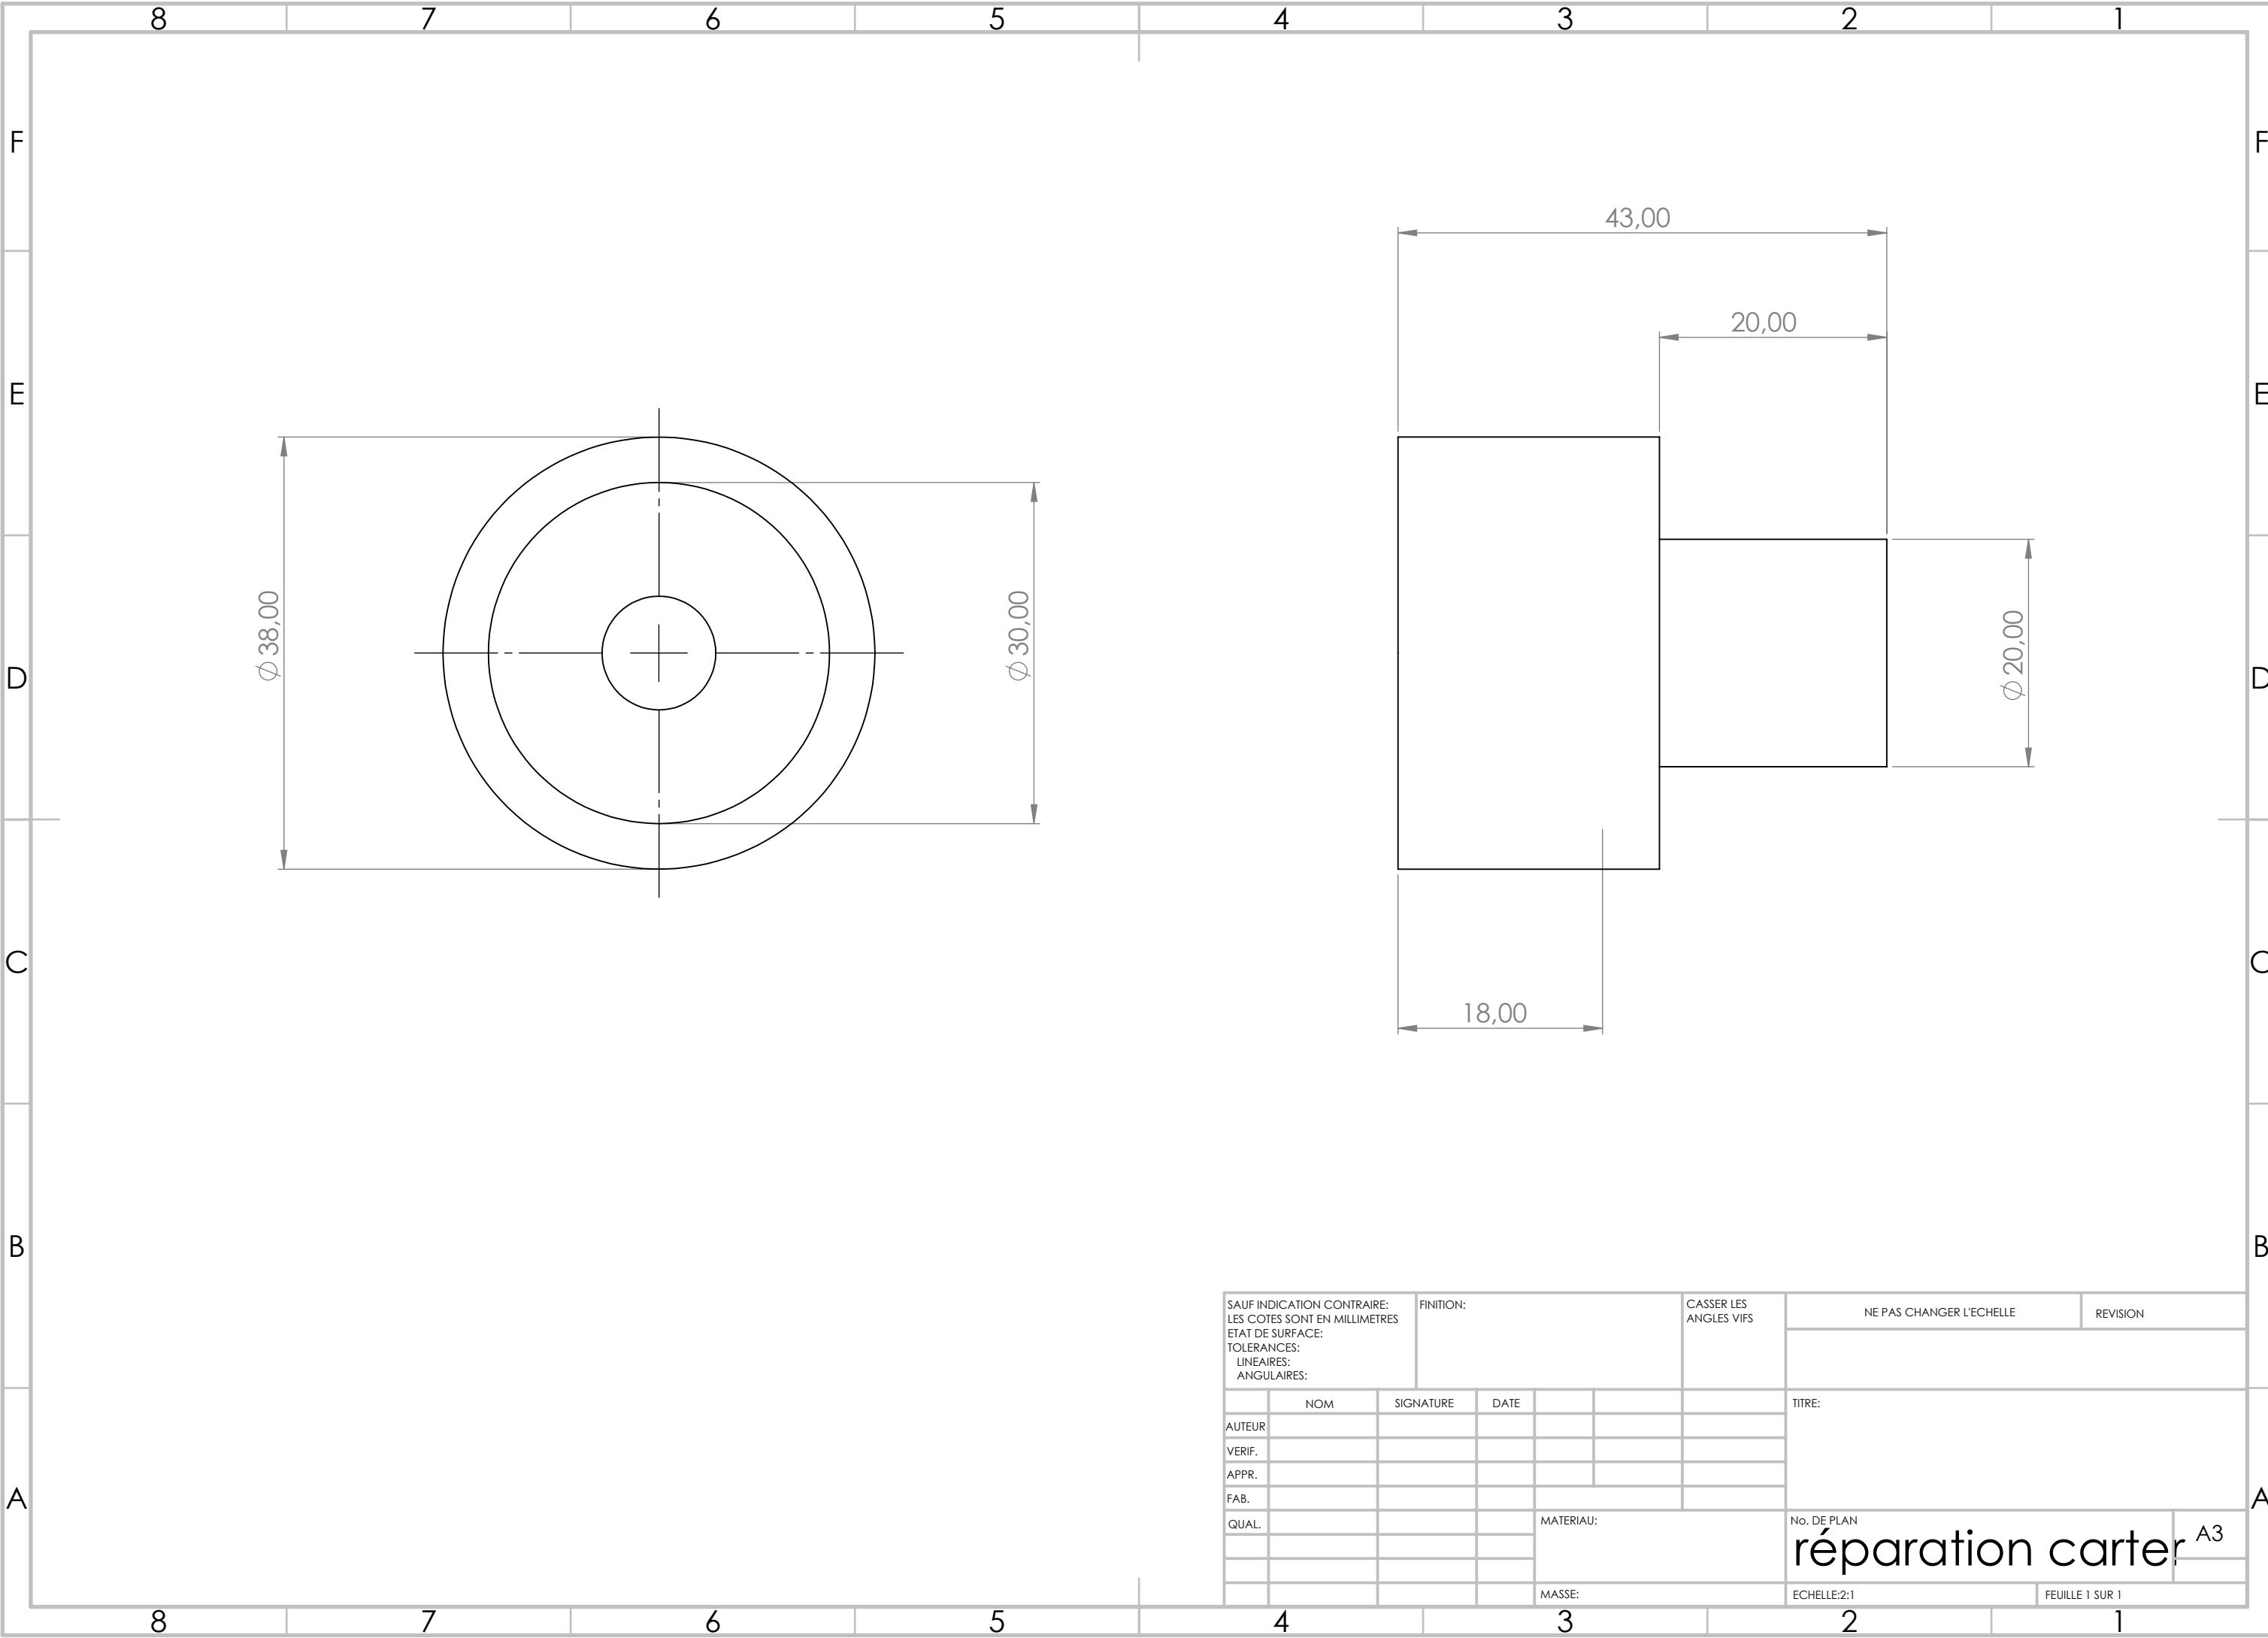 8 7 6 5 4 3 2 1
F F
43,00
20,00
E E
Ø 38,00
Ø 30,00
Ø 20,00
D D
C C
18,00
B B
SAUF INDICATION CONTRAIRE:
LES COTES SONT EN MILLIMETRES
ETAT DE SURFACE:
TOLERANCES:
LINEAIRES:
ANGULAIRES:
FINITION:
CASSER LES
ANGLES VIFS
NE PAS CHANGER L'ECHELLE
REVISION
NOM SIGNATURE DATE
TITRE:
AUTEUR
VERIF.
APPR.
FAB.
A A
QUAL.
MATERIAU:
No. DE PLAN
réparation carter
A3
MASSE:
ECHELLE:2:1
FEUILLE 1 SUR 1
8 7 6 5 4 3 2 1